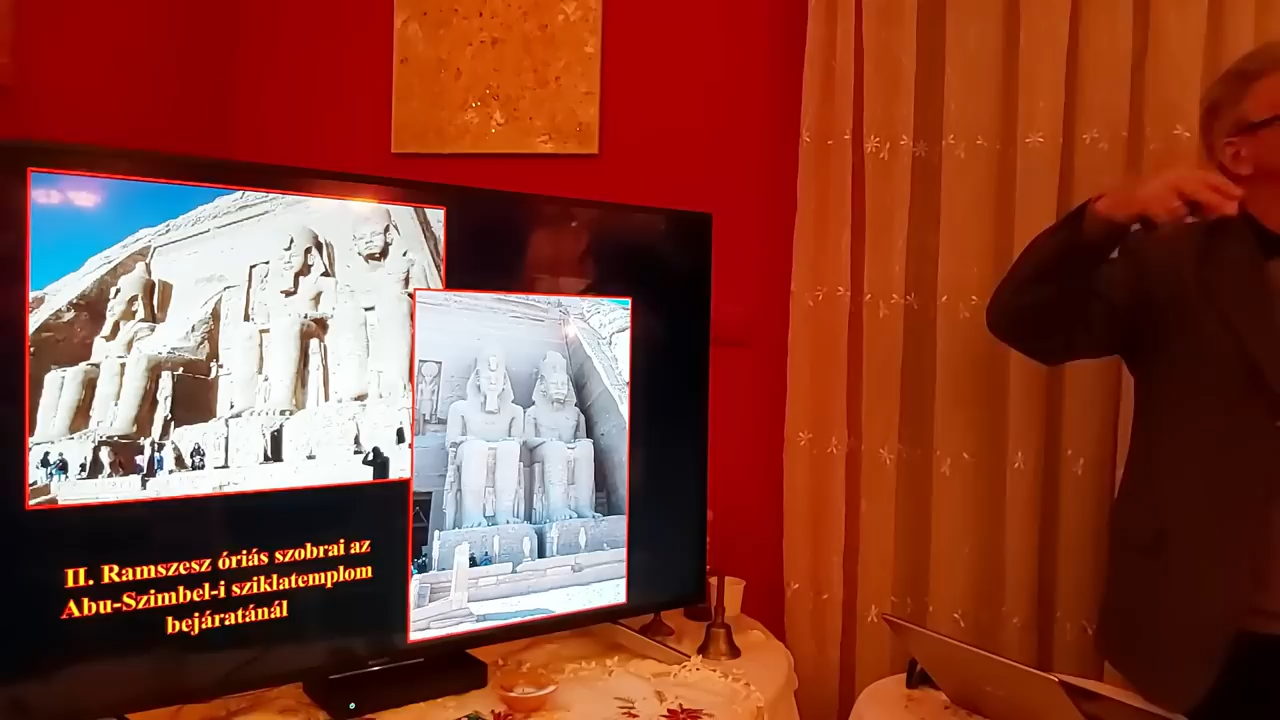 II. Ramszesz óriás szobrai az
Abu-Szimbel-i sziklatemplom
bejáratánál